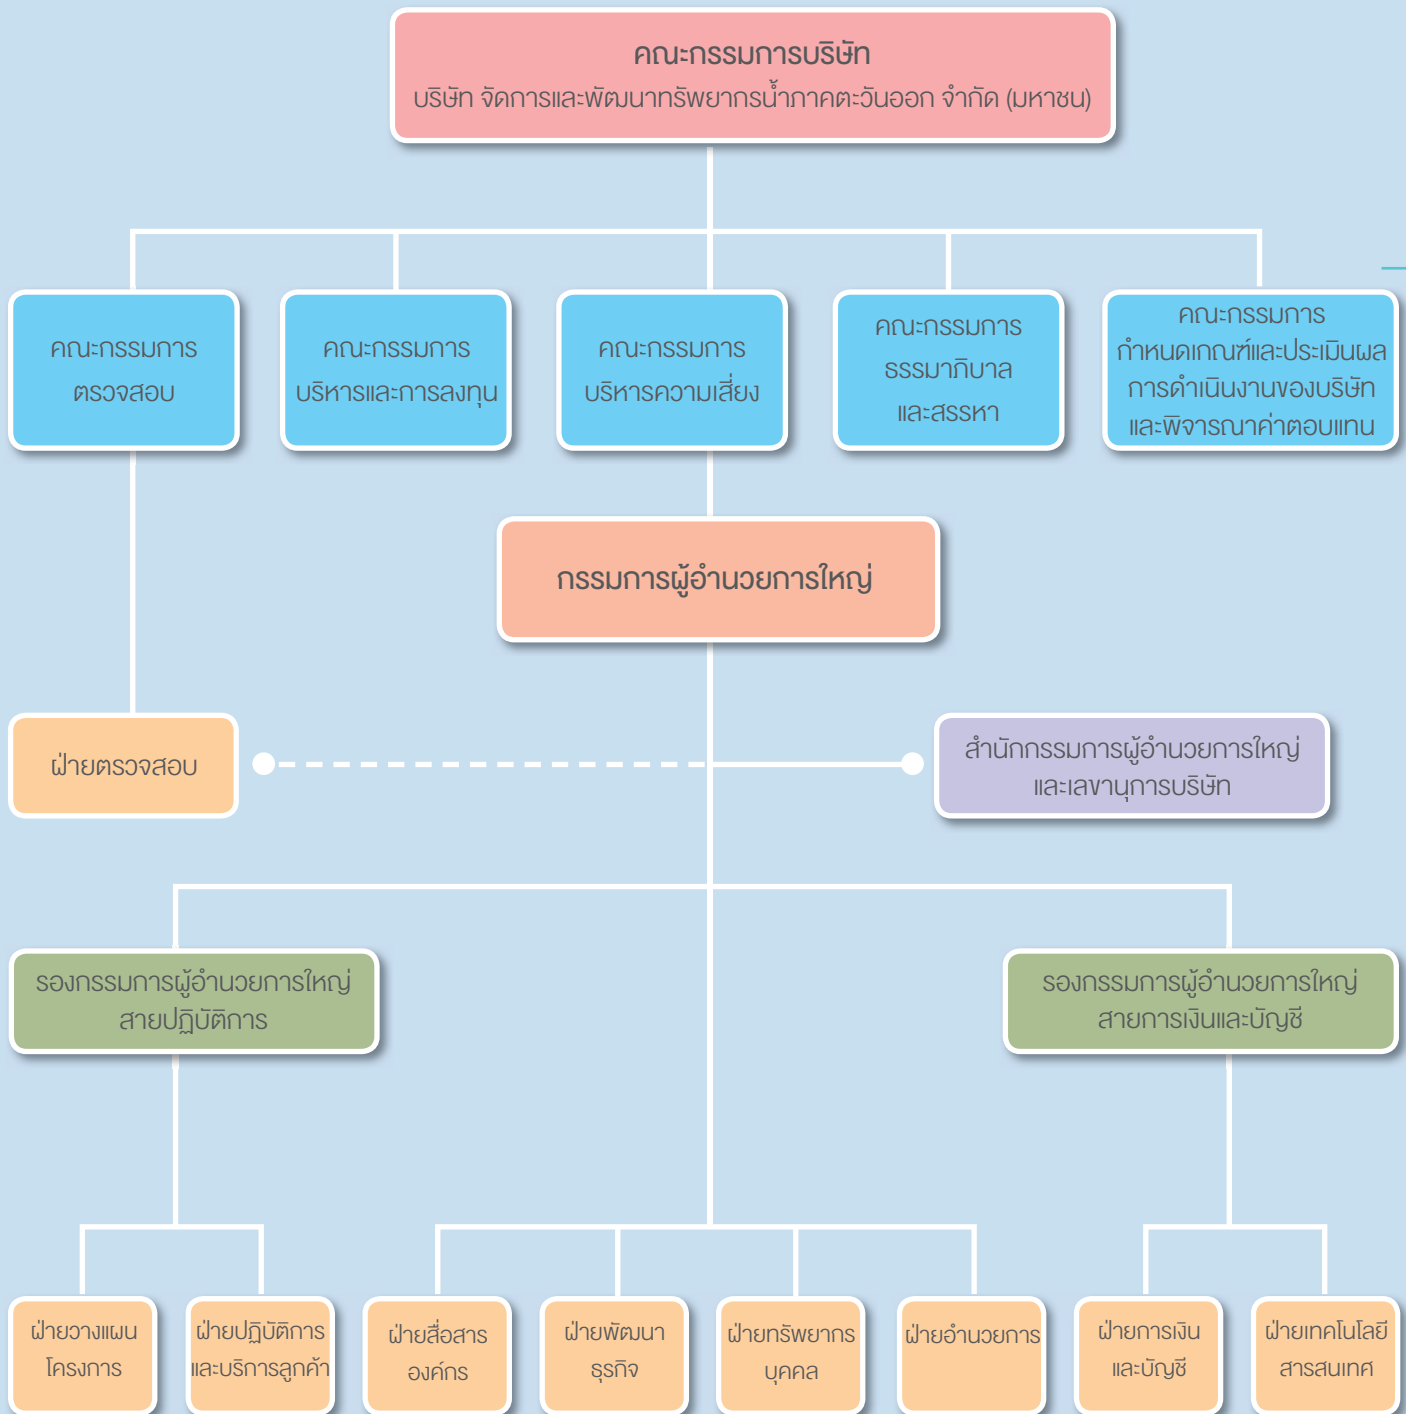 คณะกรรมการบริษัท
บริษัท จัดการและพัฒนาทรัพยากรน้ำภาคตะวันออก จำกัด (มหาชน)
คณะกรรมการ
ตรวจสอบ
คณะกรรมการ
บริหารและการลงทุน
คณะกรรมการ
บริหารความเสี่ยง
คณะกรรมการ
ธรรมาภิบาล
และสรรหา
คณะกรรมการ
กำหนดเกณฑ์และประเมินผล
การดำเนินงานของบริษัท
และพิจารณาค่าตอบแทน
กรรมการผู้อำนวยการใหญ่
ฝ่ายตรวจสอบ
สำนักกรรมการผู้อำนวยการใหญ่
และเลขานุการบริษัท
รองกรรมการผู้อำนวยการใหญ่
สายปฏิบัติการ
รองกรรมการผู้อำนวยการใหญ่
สายการเงินและบัญชี
ฝ่ายวางแผน
โครงการ
ฝ่ายปฏิบัติการ
และบริการลูกค้า
ฝ่ายสื่อสาร
องค์กร
ฝ่ายพัฒนา
ธุรกิจ
ฝ่ายทรัพยากร
บุคคล
ฝ่ายอำนวยการ
ฝ่ายการเงิน
และบัญชี
ฝ่ายเทคโนโลยี
สารสนเทศ